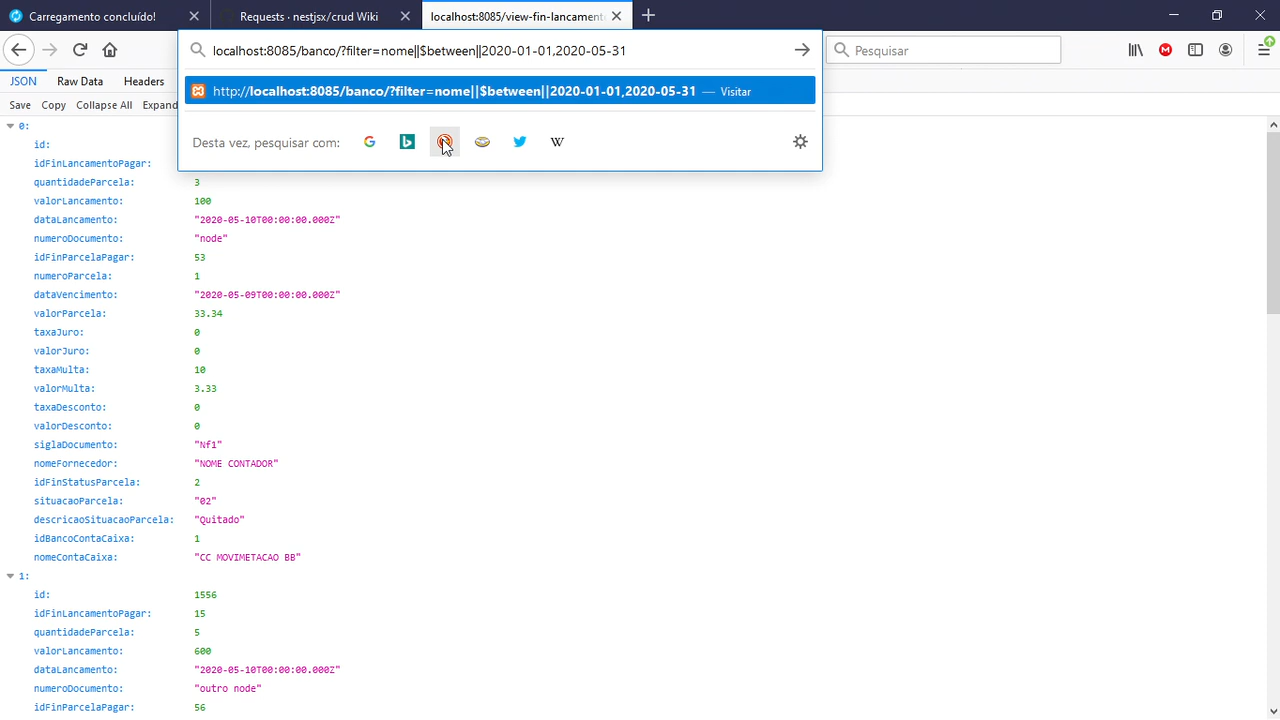 Carregamento concluído!
Requests · nestjsx/crud Wiki
localhost:8085/view-fin-lancament
localhost:8085/banco/?filter=nome||$between||2020-01-01,2020-05-31
Pesquisar
http://localhost:8085/banco/?filter=nome||$between||2020-01-01,2020-05-31 — Visitar
Desta vez, pesquisar com:
JSON Raw Data Headers
Save Copy Collapse All Expand
0:
id:
idFinLancamentoPagar:
quantidadeParcela: 3
valorLancamento: 100
dataLancamento: "2020-05-10T00:00:00.000Z"
numeroDocumento: "node"
idFinParcelaPagar: 53
numeroParcela: 1
dataVencimento: "2020-05-09T00:00:00.000Z"
valorParcela: 33.34
taxaJuro: 0
valorJuro: 0
taxaMulta: 10
valorMulta: 3.33
taxaDesconto: 0
valorDesconto: 0
siglaDocumento: "Nf1"
nomeFornecedor: "NOME CONTADOR"
idFinStatusParcela: 2
situacaoParcela: "02"
descricaoSituacaoParcela: "Quitado"
idBancoContaCaixa: 1
nomeContaCaixa: "CC MOVIMETACAO BB"
1:
id: 1556
idFinLancamentoPagar: 15
quantidadeParcela: 5
valorLancamento: 600
dataLancamento: "2020-05-10T00:00:00.000Z"
numeroDocumento: "outro node"
idFinParcelaPagar: 56